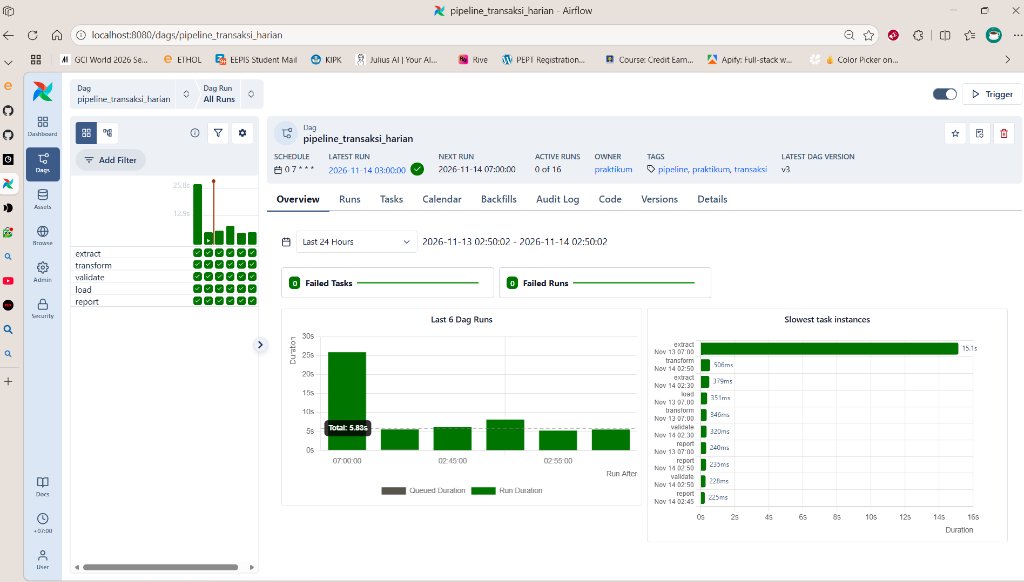 pipeline_transaksi_harian - Airflow
localhost:8080/dags/pipeline_transaksi_harian
GCI World 2026 Se...
ETHOL
EEPIS Student Mail
KIPK
Julius AI | Your AI...
Rive
PEPT Registration...
Course: Credit Earn...
Apify: Full-stack w...
Color Picker on...
Dag
pipeline_transaksi_harian
Dag Run
All Runs
Trigger
Dashboard
Dags
Assets
Browse
Admin
Security
Docs
+07:00
User
Add Filter
25.8s
12.9s
extract
transform
validate
load
report
Dag
pipeline_transaksi_harian
SCHEDULE
0 7 * * *
LATEST RUN
2026-11-14 03:00:00
NEXT RUN
2026-11-14 07:00:00
ACTIVE RUNS
0 of 16
OWNER
praktikum
TAGS
pipeline, praktikum, transaksi
LATEST DAG VERSION
v3
Overview
Runs
Tasks
Calendar
Backfills
Audit Log
Code
Versions
Details
Last 24 Hours
2026-11-13 02:50:02 - 2026-11-14 02:50:02
0 Failed Tasks
0 Failed Runs
Last 6 Dag Runs
Duration
30s
25s
20s
15s
10s
5s
0s
Total: 5.83s
07:00:00
02:45:00
02:55:00
Run After
Queued Duration
Run Duration
Slowest task instances
extract
Nov 13 07:00
15.1s
transform
Nov 14 02:50
506ms
extract
Nov 14 02:30
379ms
load
Nov 13 07:00
351ms
transform
Nov 13 07:00
346ms
validate
Nov 14 02:30
320ms
report
Nov 13 07:00
240ms
report
Nov 14 02:50
235ms
validate
Nov 14 02:50
228ms
report
Nov 14 02:45
225ms
0s
2s
4s
6s
8s
10s
12s
14s
16s
Duration